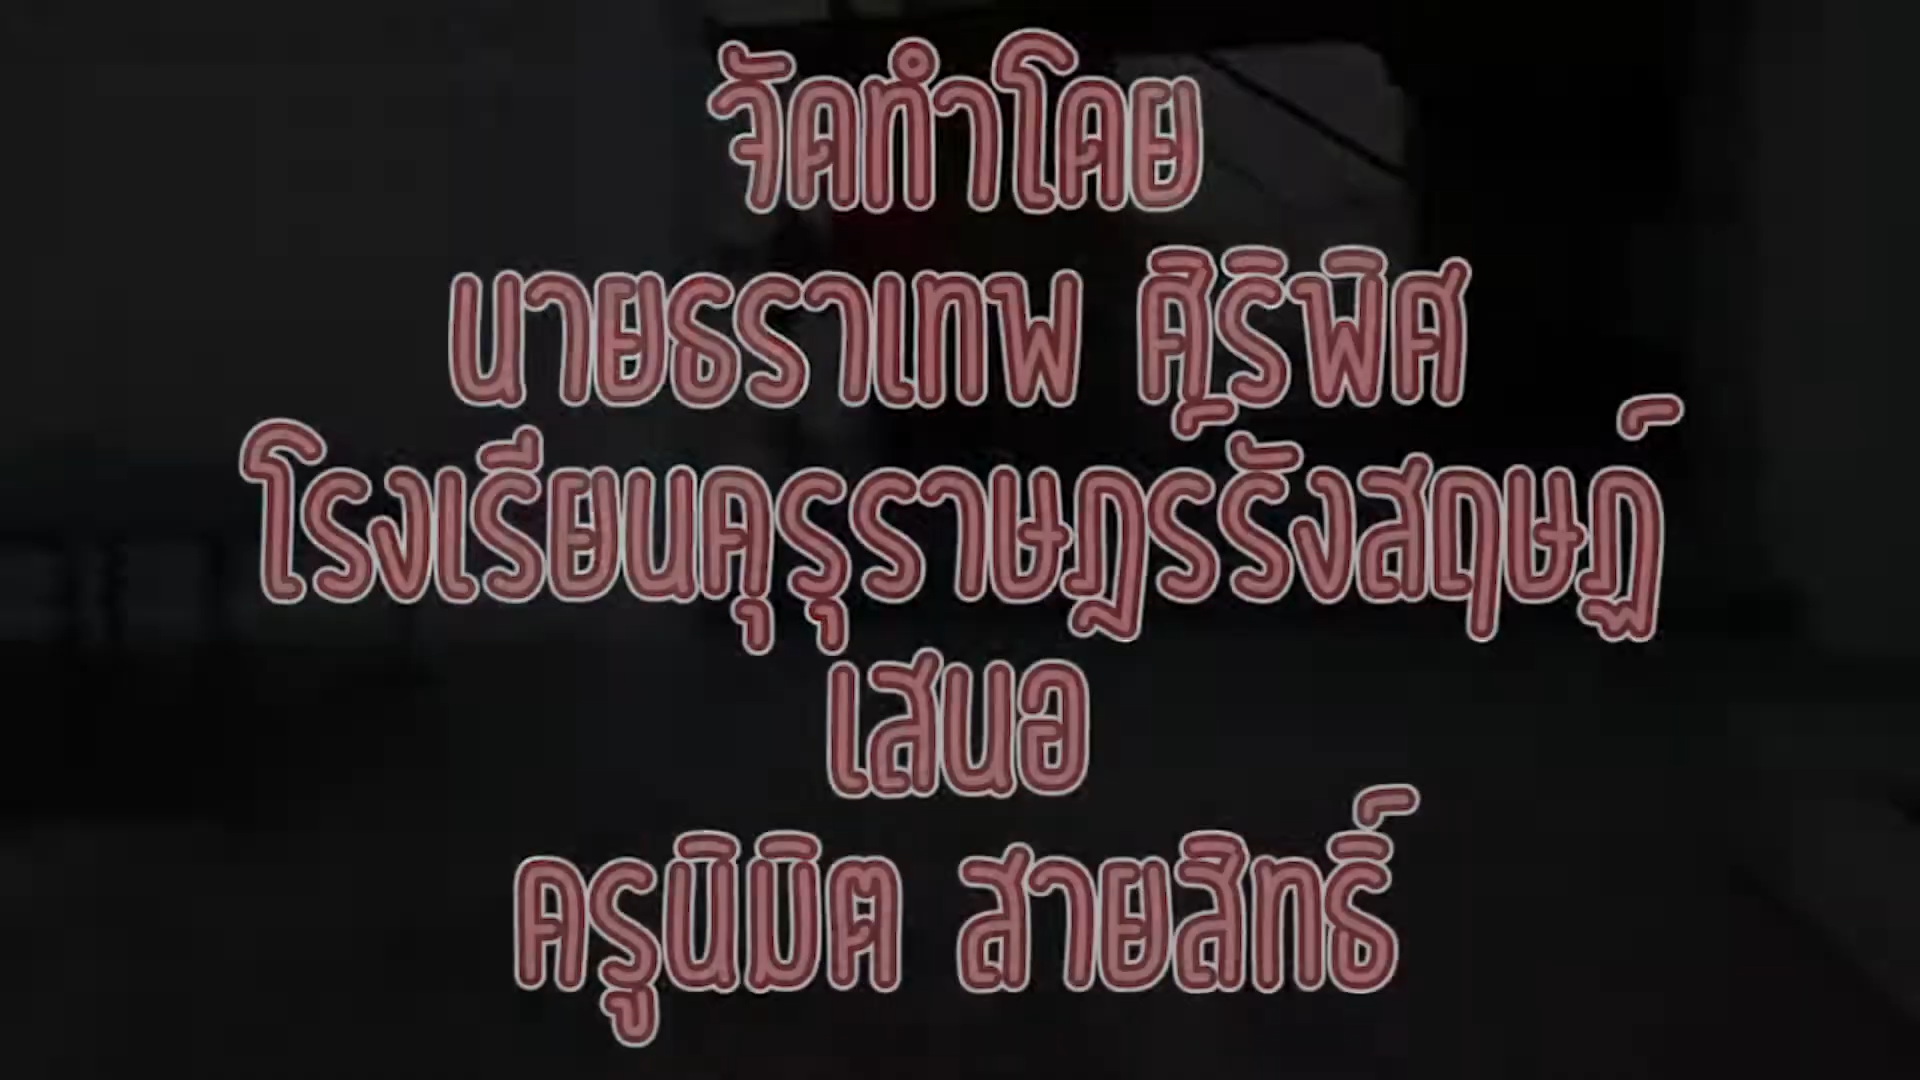 จัดทำโดย
นายธราเทพ ศิริพิศ
โรงเรียนคุรุราษฎร์รังสฤษฏ์
เสนอ
ครูนิมิต สายสิทธิ์